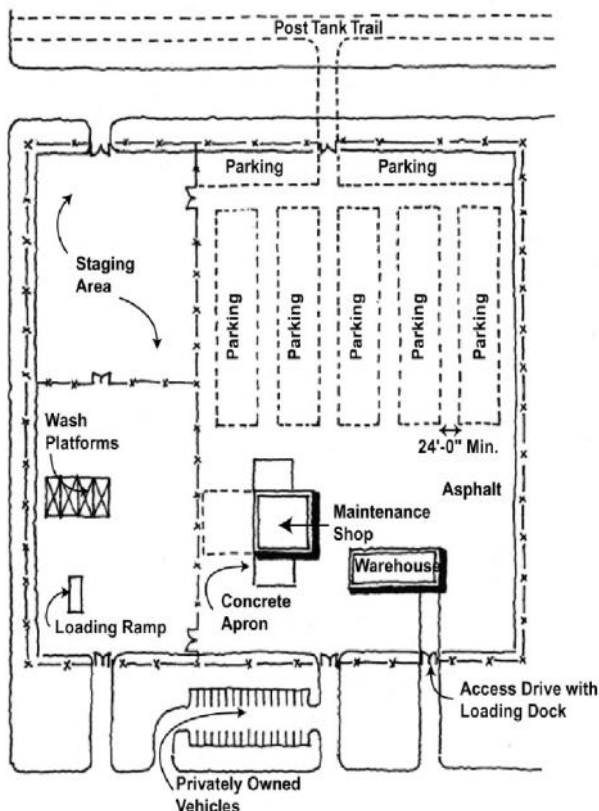 Post Tank Trail
Parking
Parking
Staging
Area
Parking
Parking
Parking
Parking
Parking
24'-0" Min.
Wash
Platforms
Asphalt
Maintenance
Shop
Warehouse
Concrete
Apron
Loading Ramp
Access Drive with
Loading Dock
Privately Owned
Vehicles